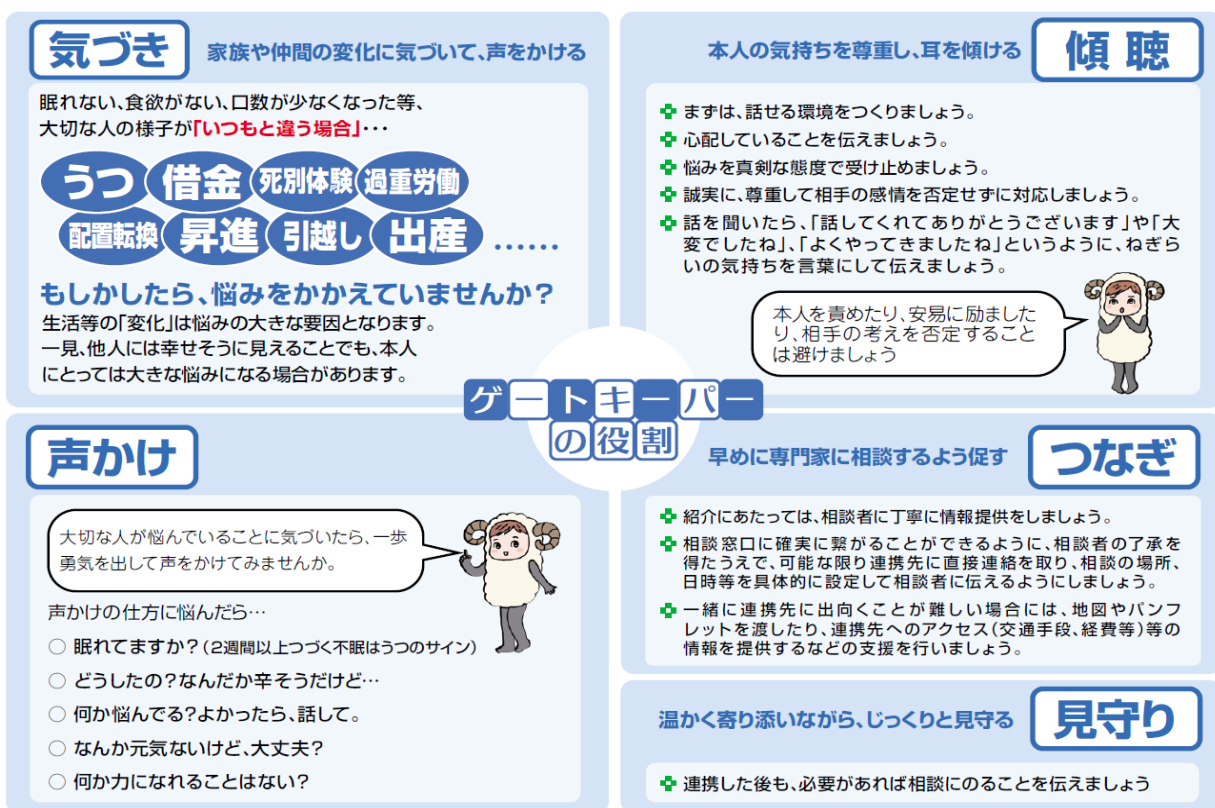 気づき
家族や仲間の変化に気づいて、声をかける
眠れない、食欲がない、口数が少なくなった等、
大切な人の様子が「いつもと違う場合」・・・
うつ
借金
死別体験
過重労働
配置転換
昇進
引越し
出産
……
もしかしたら、悩みをかかえていませんか？
生活等の「変化」は悩みの大きな要因となります。
一見、他人には幸せそうに見えることでも、本人
にとっては大きな悩みになる場合があります。
本人の気持ちを尊重し、耳を傾ける
傾聴
まずは、話せる環境をつくりましょう。
心配していることを伝えましょう。
悩みを真剣な態度で受け止めましょう。
誠実に、尊重して相手の感情を否定せずに対応しましょう。
話を聞いたら、「話してくれてありがとうございます」や「大
変でしたね」、「よくやってきましたね」というように、ねぎら
いの気持ちを言葉にして伝えましょう。
本人を責めたり、安易に励ました
り、相手の考えを否定すること
は避けましょう
ゲートキーパー
の役割
声かけ
大切な人が悩んでいることに気づいたら、一歩
勇気を出して声をかけてみませんか。
声かけの仕方に悩んだら…
○ 眠れてますか？（2週間以上つづく不眠はうつのサイン）
○ どうしたの？なんだか辛そうだけど…
○ 何か悩んでる？よかったら、話して。
○ なんか元気ないけど、大丈夫？
○ 何か力になれることはない？
早めに専門家に相談するよう促す
つなぎ
紹介にあたっては、相談者に丁寧に情報提供をしましょう。
相談窓口に確実に繋がることができるように、相談者の了承を
得たうえで、可能な限り連携先に直接連絡を取り、相談の場所、
日時等を具体的に設定して相談者に伝えるようにしましょう。
一緒に連携先に出向くことが難しい場合には、地図やパンフ
レットを渡したり、連携先へのアクセス（交通手段、経費等）等の
情報を提供するなどの支援を行いましょう。
温かく寄り添いながら、じっくりと見守る
見守り
連携した後も、必要があれば相談にのることを伝えましょう